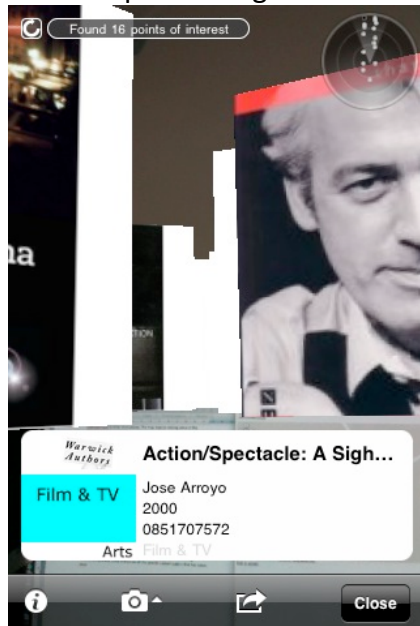 Found 16 points of interest
na
Warwick
Authors
Action/Spectacle: A Sigh...
Film & TV
Jose Arroyo
2000
0851707572
Arts
Film & TV
Close